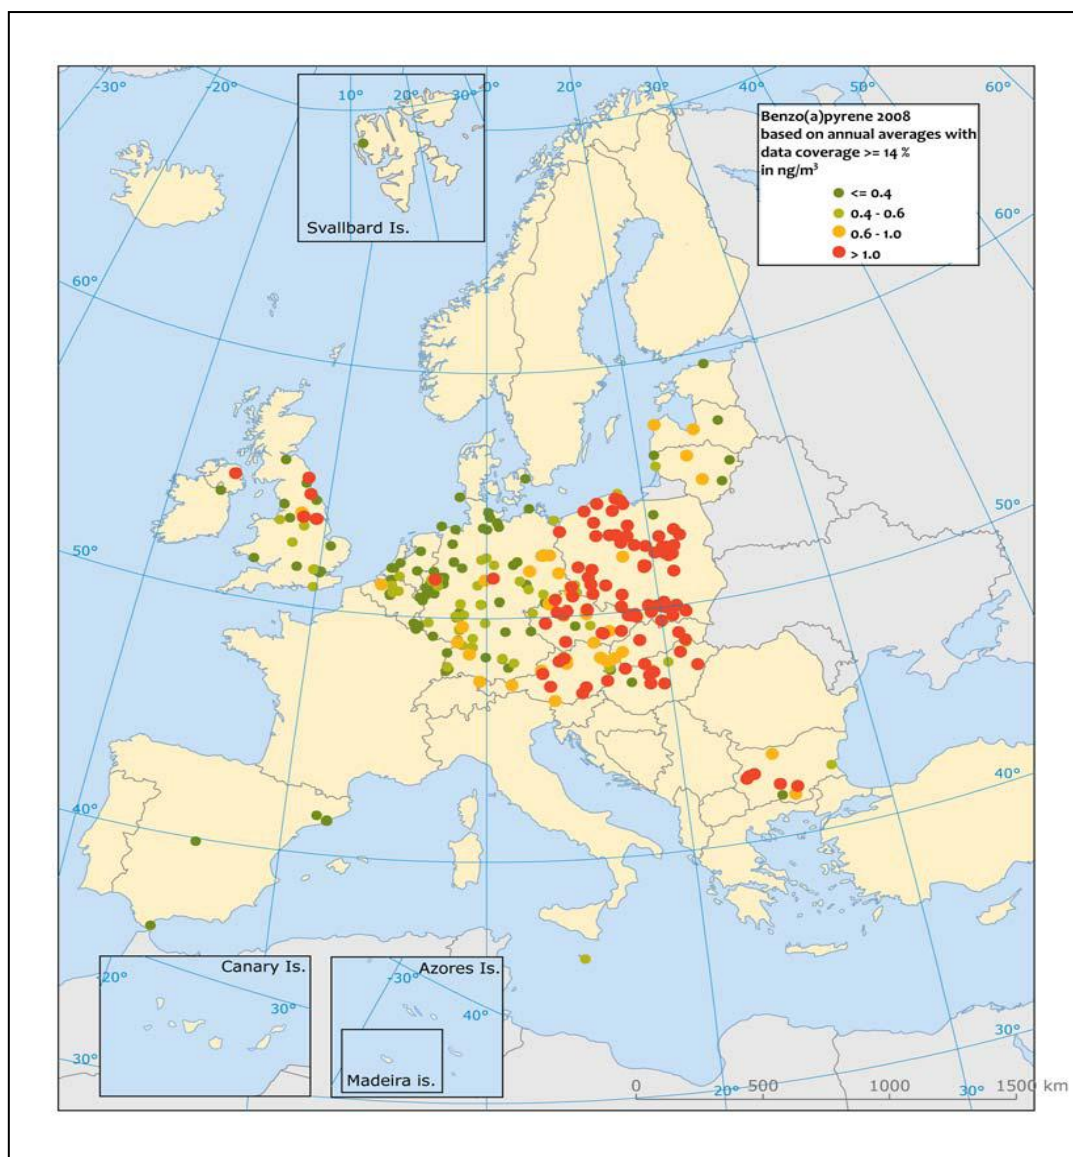 -30°
-20°
10°
20°
30°
10°
20°
30°
40°
50°
60°
Benzo(a)pyrene 2008
based on annual averages with
data coverage >= 14 %
in ng/m³
<= 0.4
0.4 - 0.6
0.6 - 1.0
> 1.0
Svallbard Is.
60°
60°
50°
50°
40°
40°
Canary Is.
-20°
30°
Azores Is.
-30°
40°
Madeira is.
30°
30°
0
500
1000
1500 km
20°
30°